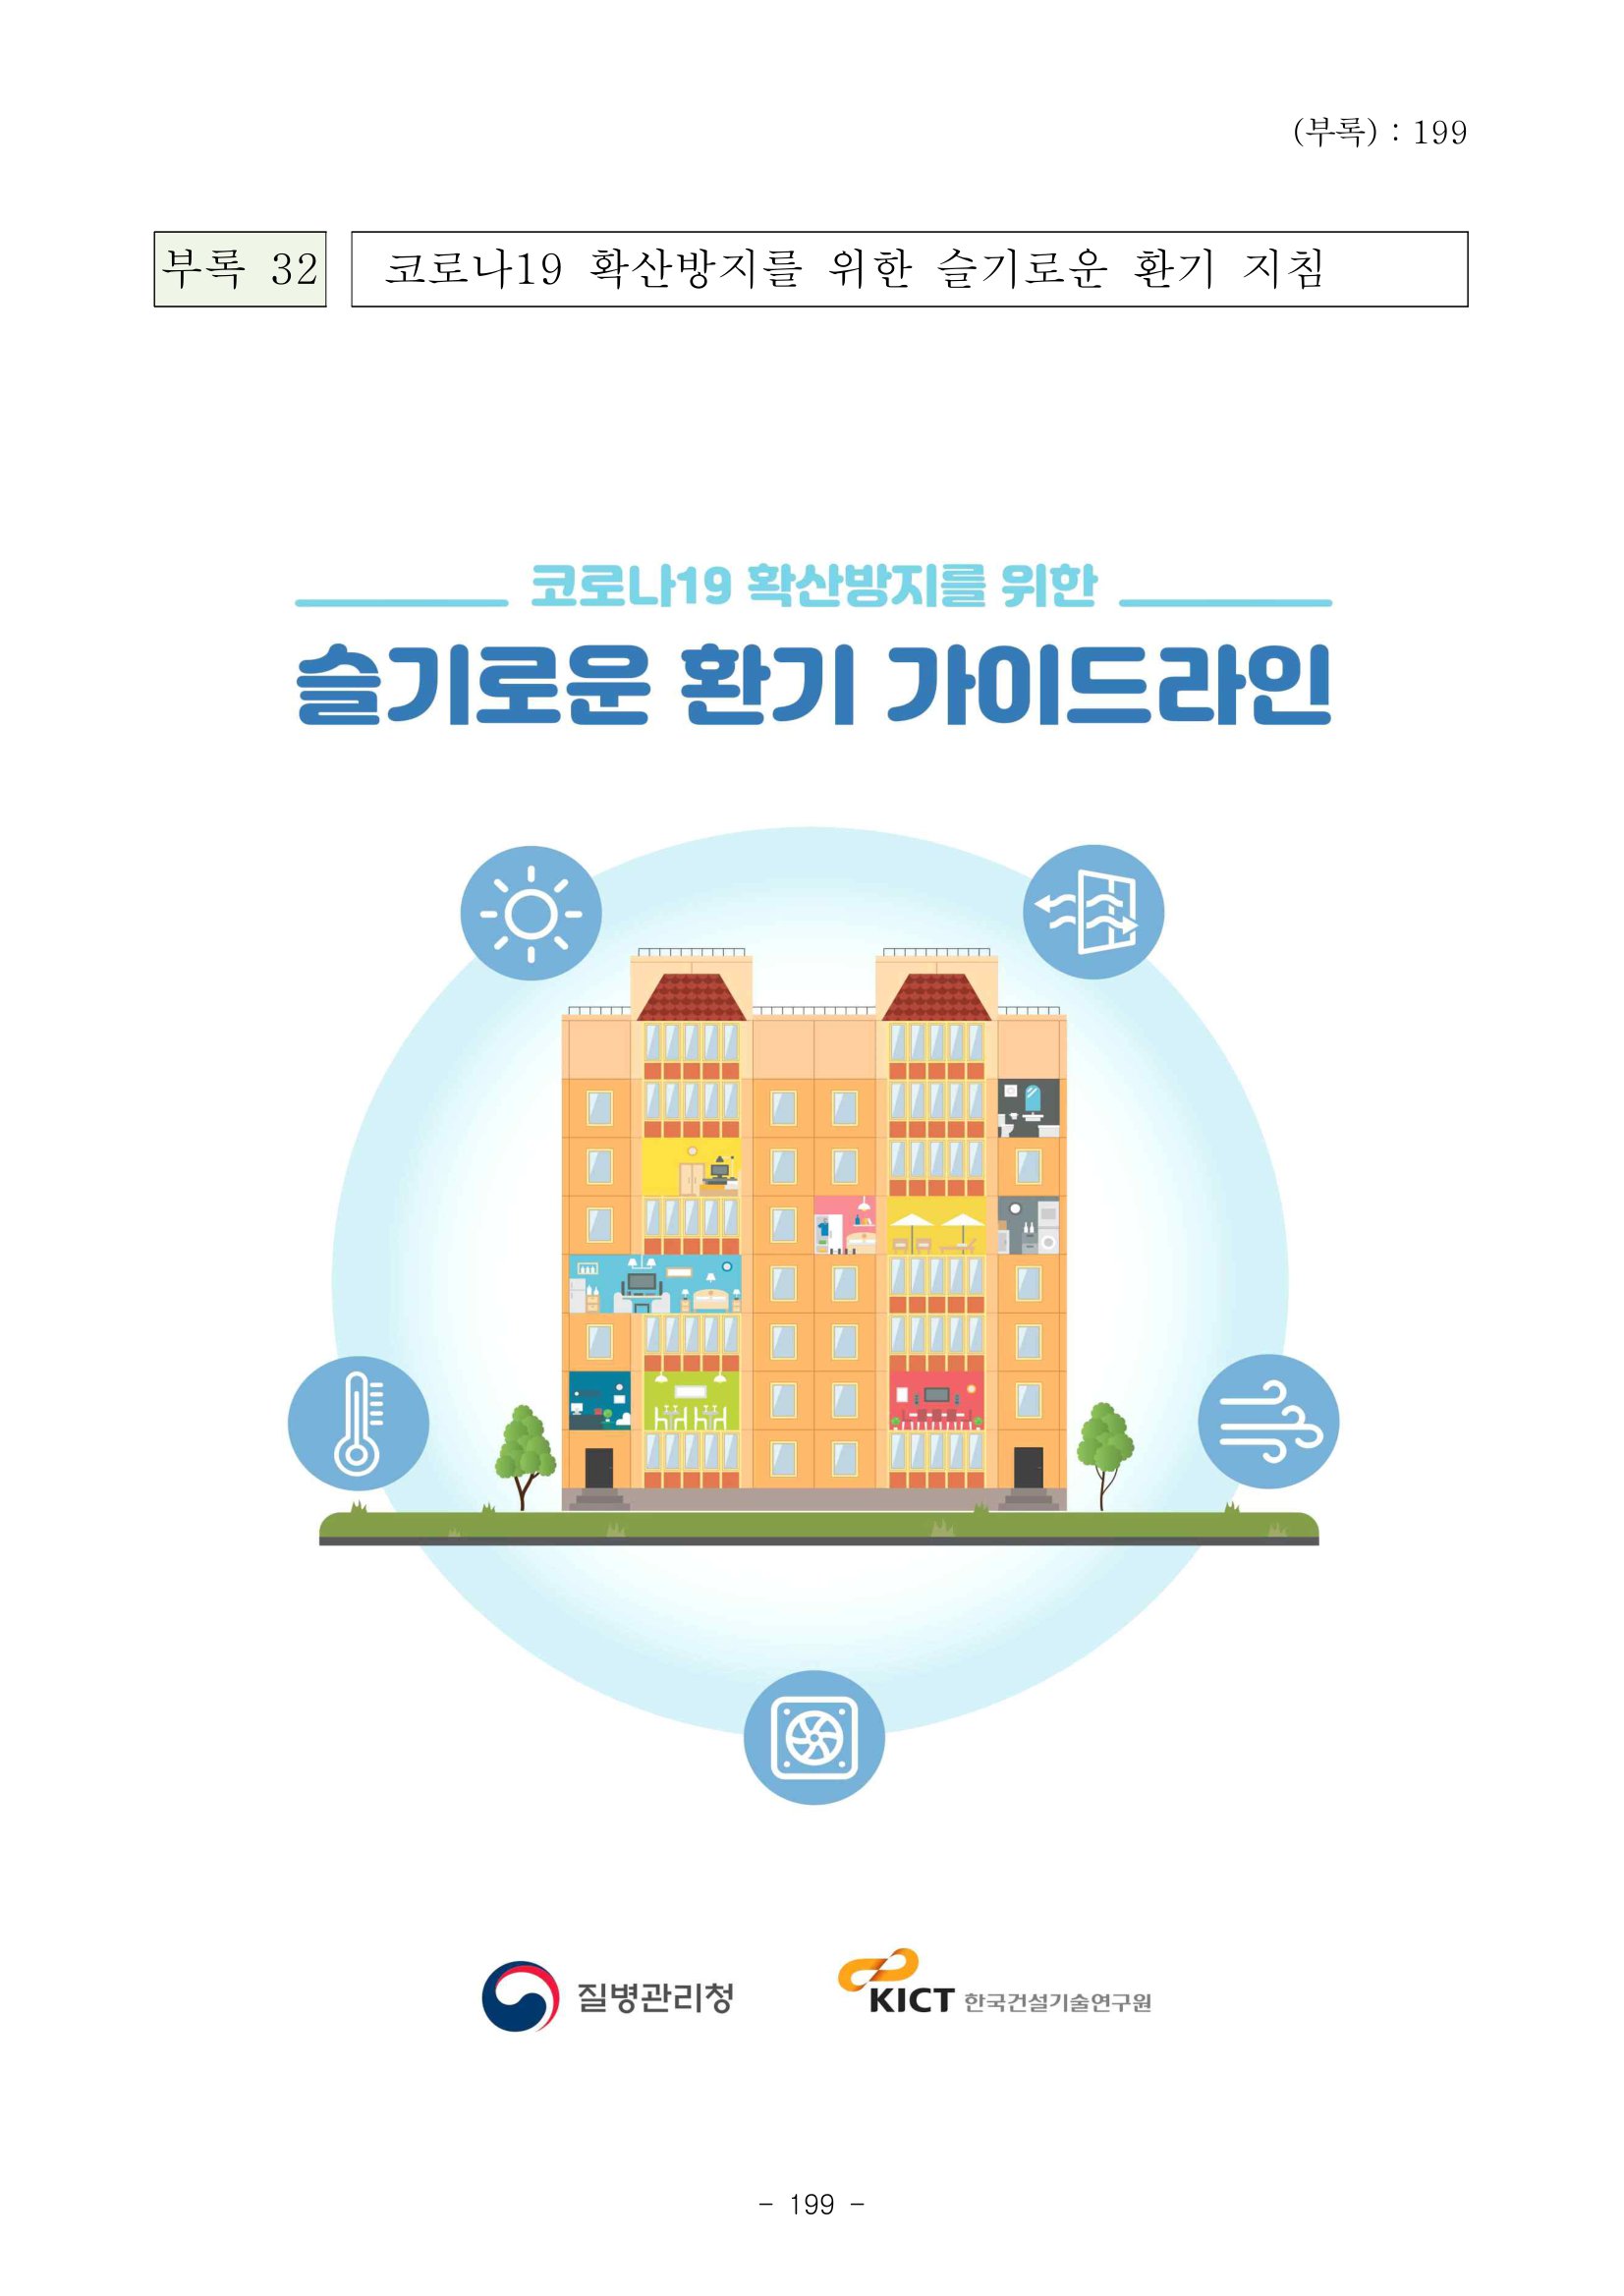 (부록) : 199
부록 32
코로나19 확산방지를 위한 슬기로운 환기 지침
코로나19 확산방지를 위한
슬기로운 환기 가이드라인
질병관리청
KICT 한국건설기술연구원
- 199 -